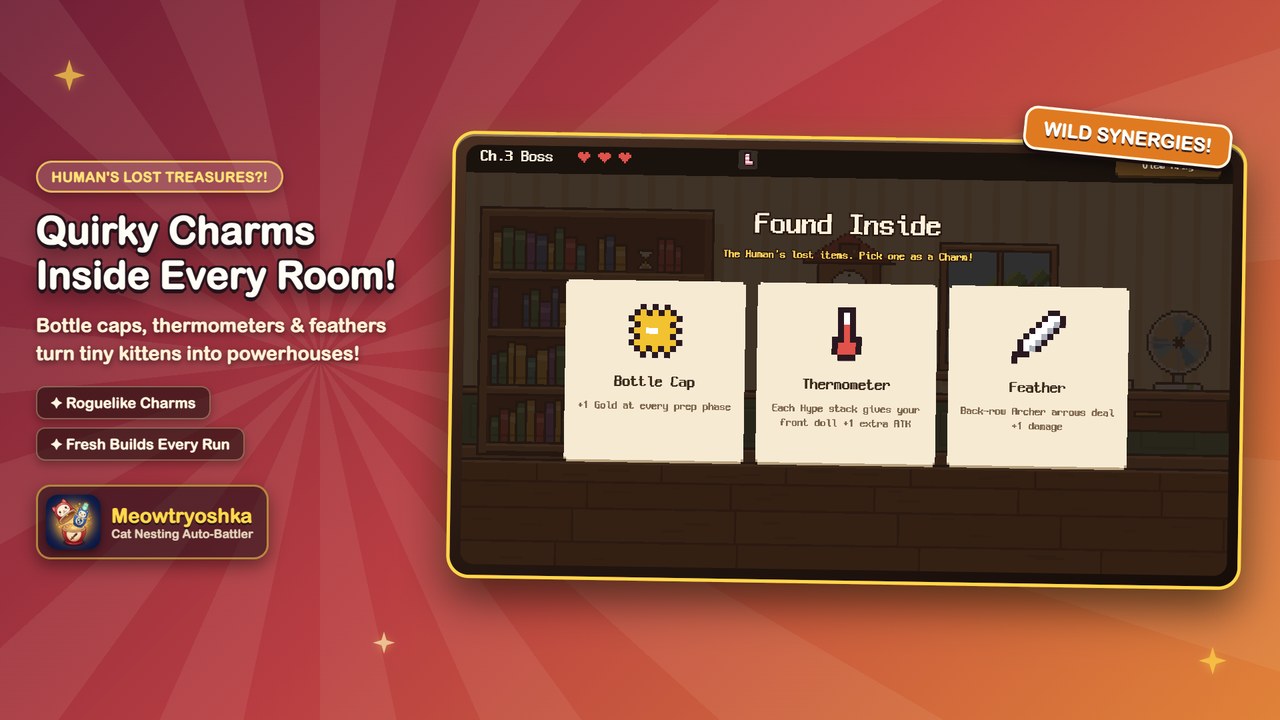 HUMAN'S LOST TREASURES?!
Quirky Charms
Inside Every Room!
Bottle caps, thermometers & feathers
turn tiny kittens into powerhouses!
✦ Roguelike Charms
✦ Fresh Builds Every Run
Meowtryoshka
Cat Nesting Auto-Battler
WILD SYNERGIES!
Ch.3 Boss
Found Inside
The Human's lost items. Pick one as a Charm!
Bottle Cap
+1 Gold at every prep phase
Thermometer
Each Hype stack gives your
front doll +1 extra ATK
Feather
Back-row Archer arrows deal
+1 damage